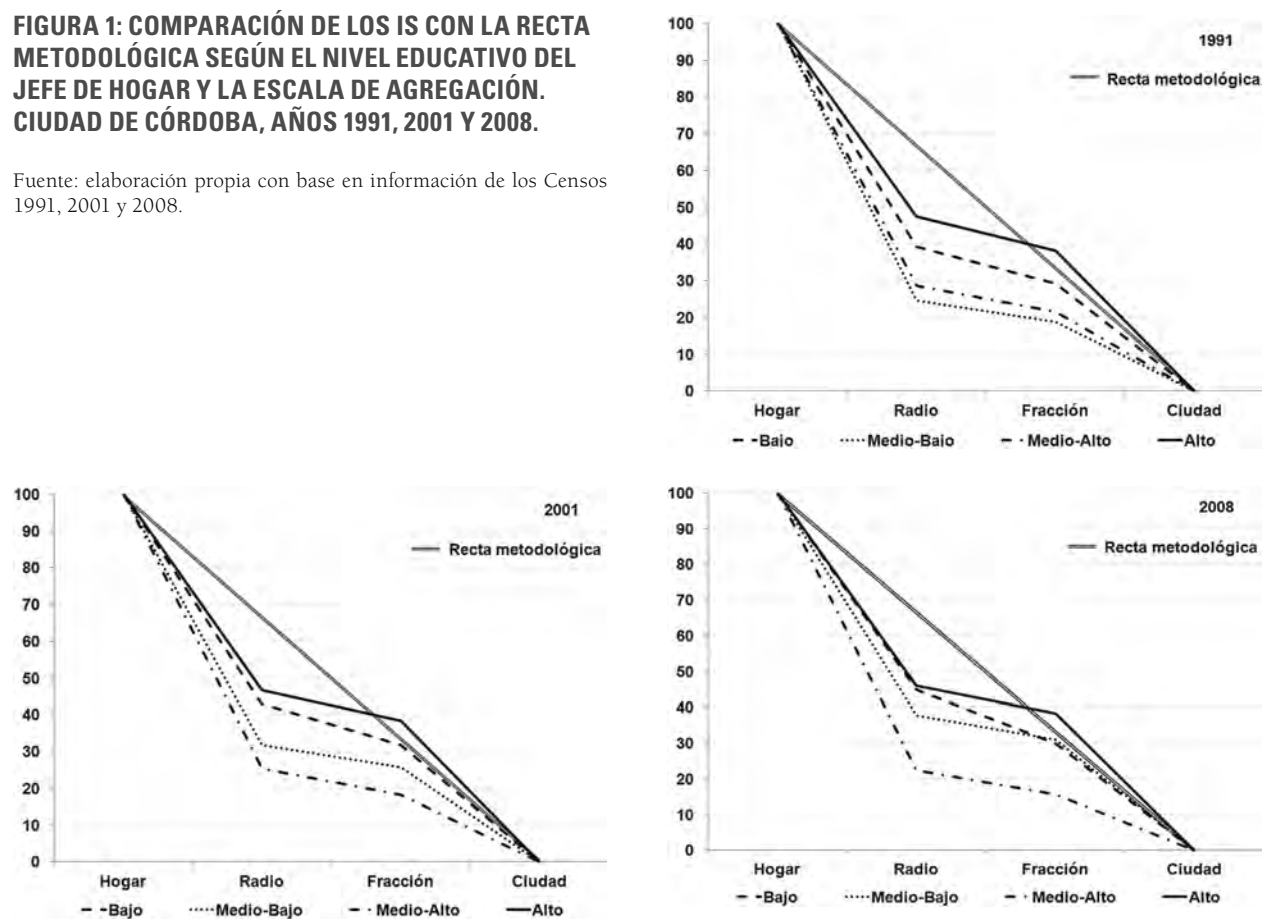 FIGURA 1: COMPARACIÓN DE LOS IS CON LA RECTA
METODOLÓGICA SEGÚN EL NIVEL EDUCATIVO DEL
JEFE DE HOGAR Y LA ESCALA DE AGREGACIÓN.
CIUDAD DE CÓRDOBA, AÑOS 1991, 2001 Y 2008.
Fuente: elaboración propia con base en información de los Censos
1991, 2001 y 2008.
1991
Recta metodológica
100
90
80
70
60
50
40
30
20
10
0
Hogar Radio Fracción Ciudad
Baio Medio-Baio Medio-Alto Alto
2001
Recta metodológica
100
90
80
70
60
50
40
30
20
10
0
Hogar Radio Fracción Ciudad
Bajo Medio-Bajo Medio-Alto Alto
2008
Recta metodológica
100
90
80
70
60
50
40
30
20
10
0
Hogar Radio Fracción Ciudad
Bajo Medio-Bajo Medio-Alto Alto